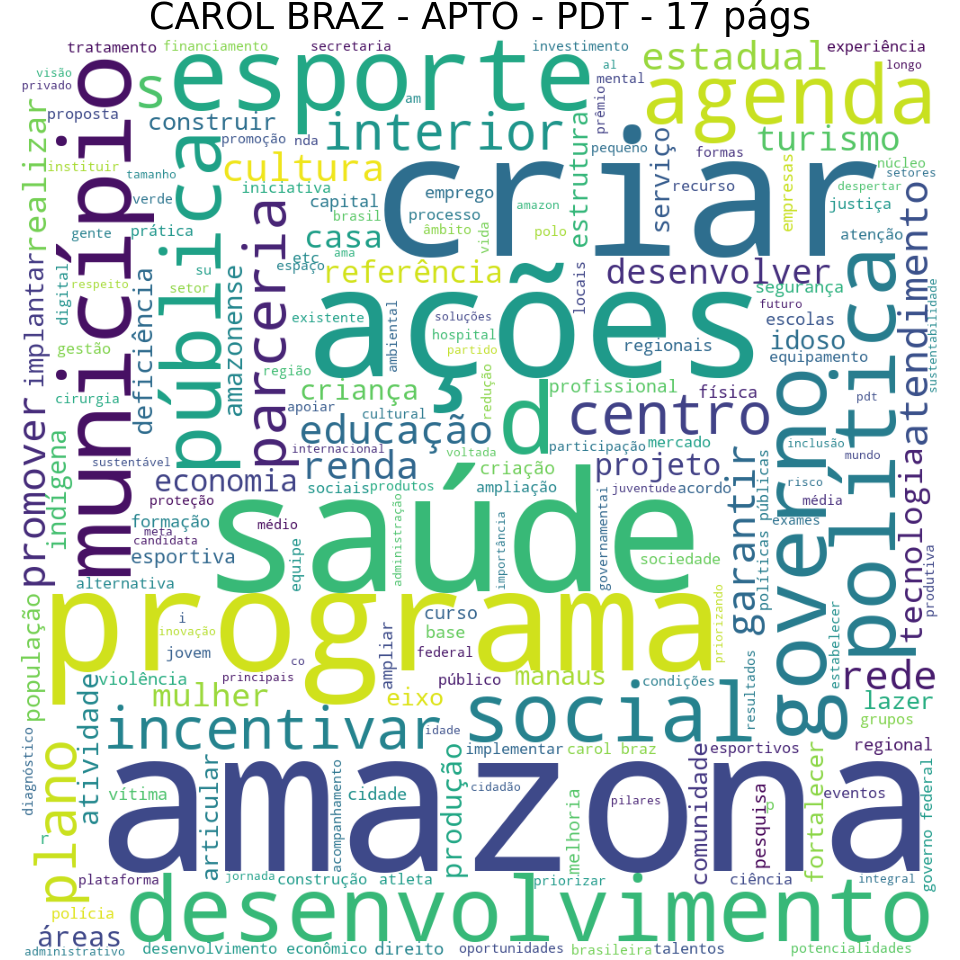 CAROL BRAZ - APTO - PDT - 17 págs
tratamento financiamento secretaria investimento experiência
visão al longo
privado s esporte am mental estadual
proposta construir interior prêmio agenda
município promoção nda pequeno turismo
realizar pública cultura criar serviço formas núcleo
instituir tamanho iniciativa emprego estrutural recurso empresas setores
despertar
verde capital processo amazon justiça
gente prática brasil âmbito vida polo atenção
parceria casa etc ama
su espaço referência locais desenvolver
respeito setor segurança
digital deficiência amazonense ações futuro
implantar existente ambiental soluções escolas
gestão hospital regionais idoso
região partido equipamento sustentabilidade
cirurgia criança redução profissional física política atendimento
promover apoiar cultural d centro pdt
indígena educação participação mercado inclusão
internacional voltada mundo
sustentável renda criação projeto risco
economia sociais produtos ampliação juventude acordo média
proteção garantir políticas públicas governo tecnologia
formação médio saúde exames
meta
candidata equipe administração importância governamental
esportiva sociedade produtiva
alternativa
população programa curso priorizando estabelecer
i base
inovação
jovem ampliar federal
violência principais co público manaus condições rede
mulher eixo resultados lazer
plano atividade incentivar idade social grupos
diagnóstico implementar carol braz esportivos regional
articular acompanhamento produção cidadão melhoria comunidade pesquisa fortalecer governo federal
vítima cidade amazona pilares p eventos
r
plataforma jornada construção atleta priorizar ciência integral
polícia desenvolvimento
áreas
administrativo desenvolvimento econômico direito oportunidades brasileira talentos potencialidades